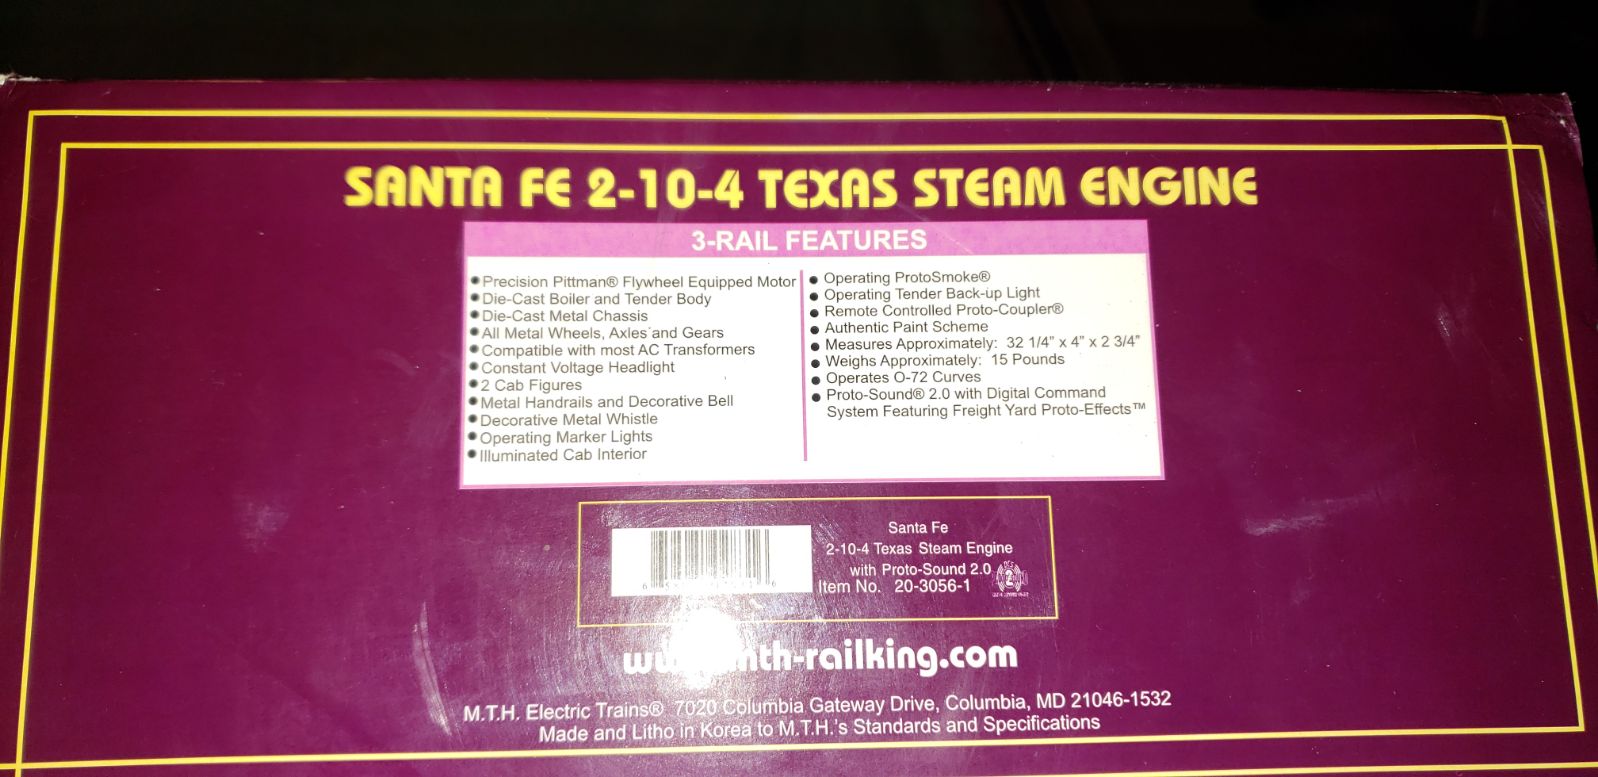 SANTA FE 2-10-4 TEXAS STEAM ENGINE
3-RAIL FEATURES
• Precision Pittman® Flywheel Equipped Motor
• Die-Cast Boiler and Tender Body
• Die-Cast Metal Chassis
• All Metal Wheels, Axles and Gears
• Compatible with most AC Transformers
• Constant Voltage Headlight
• 2 Cab Figures
• Metal Handrails and Decorative Bell
• Decorative Metal Whistle
• Operating Marker Lights
• Illuminated Cab Interior
• Operating ProtoSmoke®
• Operating Tender Back-up Light
• Remote Controlled Proto-Coupler®
• Authentic Paint Scheme
• Measures Approximately: 32 1/4" x 4" x 2 3/4"
• Weighs Approximately: 15 Pounds
• Operates O-72 Curves
• Proto-Sound® 2.0 with Digital Command
System Featuring Freight Yard Proto-Effects™
Santa Fe
2-10-4 Texas Steam Engine
with Proto-Sound 2.0
Item No. 20-3056-1
th-railking.com
M.T.H. Electric Trains® 7020 Columbia Gateway Drive, Columbia, MD 21046-1532
Made and Litho in Korea to M.T.H.'s Standards and Specifications